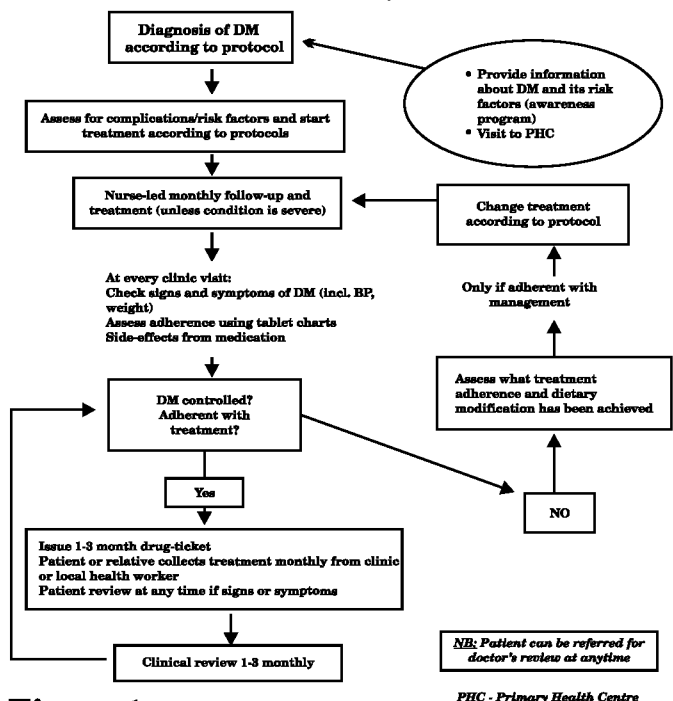 Diagnosis of DM
according to protocol
• Provide information
about DM and its risk
factors (awareness
program)
• Visit to PHC
Assess for complications/risk factors and start
treatment according to protocols
Nurse-led monthly follow-up and
treatment (unless condition is severe)
Change treatment
according to protocol
At every clinic visit:
Check signs and symptoms of DM (incl. BP,
weight)
Assess adherence using tablet charts
Side-effects from medication
Only if adherent with
management
Assess what treatment
adherence and dietary
modification has been achieved
DM controlled?
Adherent with
treatment?
Yes
NO
Issue 1-3 month drug-ticket
Patient or relative collects treatment monthly from clinic
or local health worker
Patient review at any time if signs or symptoms
Clinical review 1-3 monthly
NB: Patient can be referred for
doctor's review at anytime
PHC - Primary Health Centre